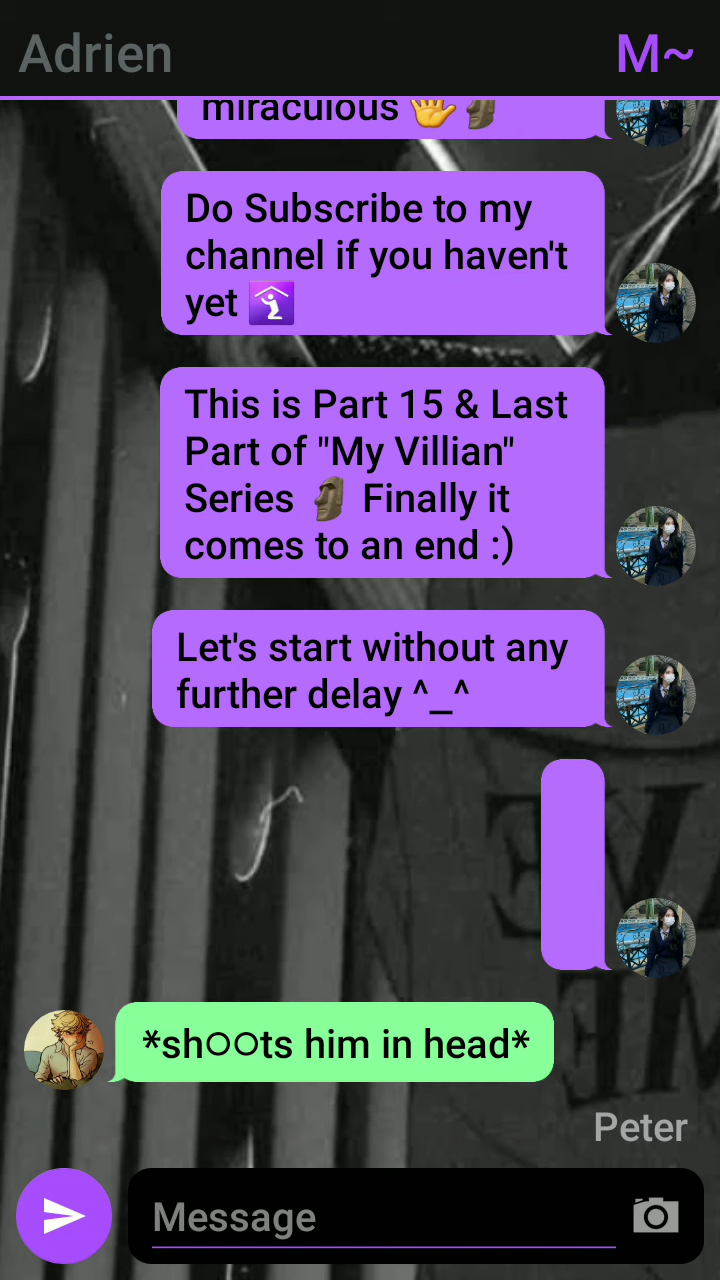 Adrien
M~
miraculous 🤚🗿
Do Subscribe to my
channel if you haven't
yet 🛐
This is Part 15 & Last
Part of "My Villian"
Series 🗿 Finally it
comes to an end :)
Let's start without any
further delay ^_^
*sh○○ts him in head*
Peter
Message